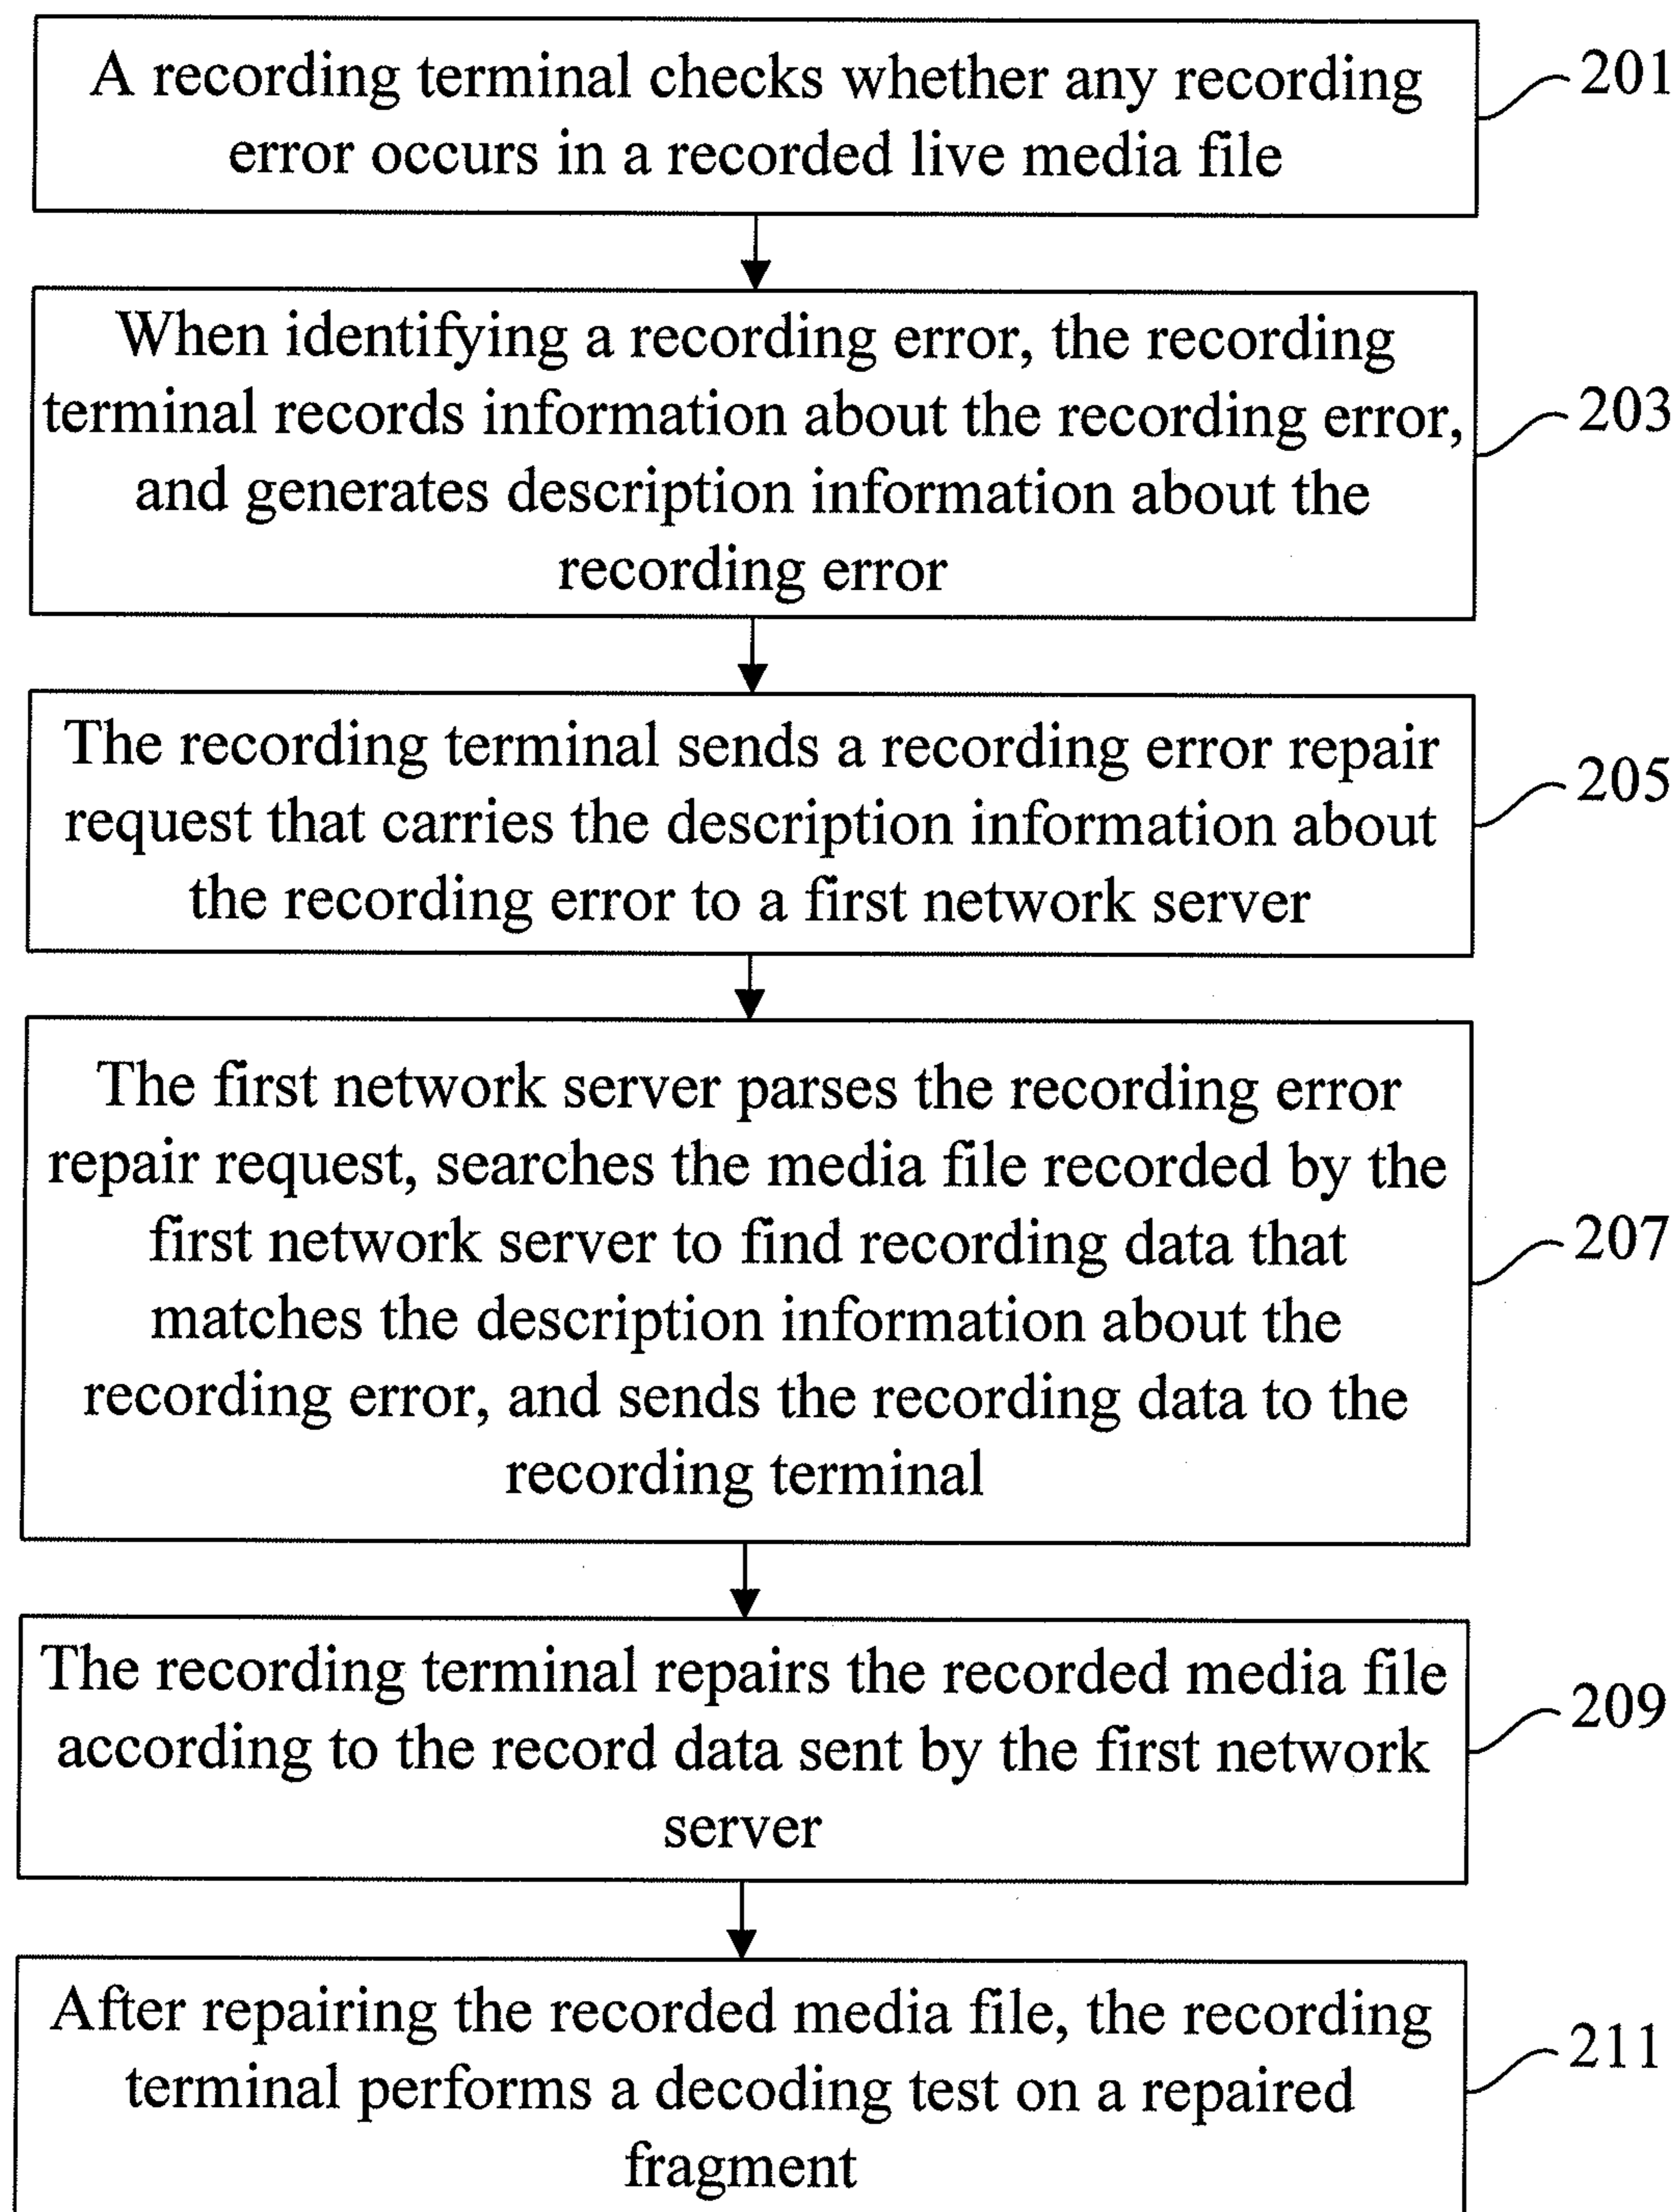 A recording terminal checks whether any recording
error occurs in a recorded live media file
201
When identifying a recording error, the recording
terminal records information about the recording error,
and generates description information about the
recording error
203
The recording terminal sends a recording error repair
request that carries the description information about
the recording error to a first network server
205
The first network server parses the recording error
repair request, searches the media file recorded by the
first network server to find recording data that
matches the description information about the
recording error, and sends the recording data to the
recording terminal
207
The recording terminal repairs the recorded media file
according to the record data sent by the first network
server
209
After repairing the recorded media file, the recording
terminal performs a decoding test on a repaired
fragment
211